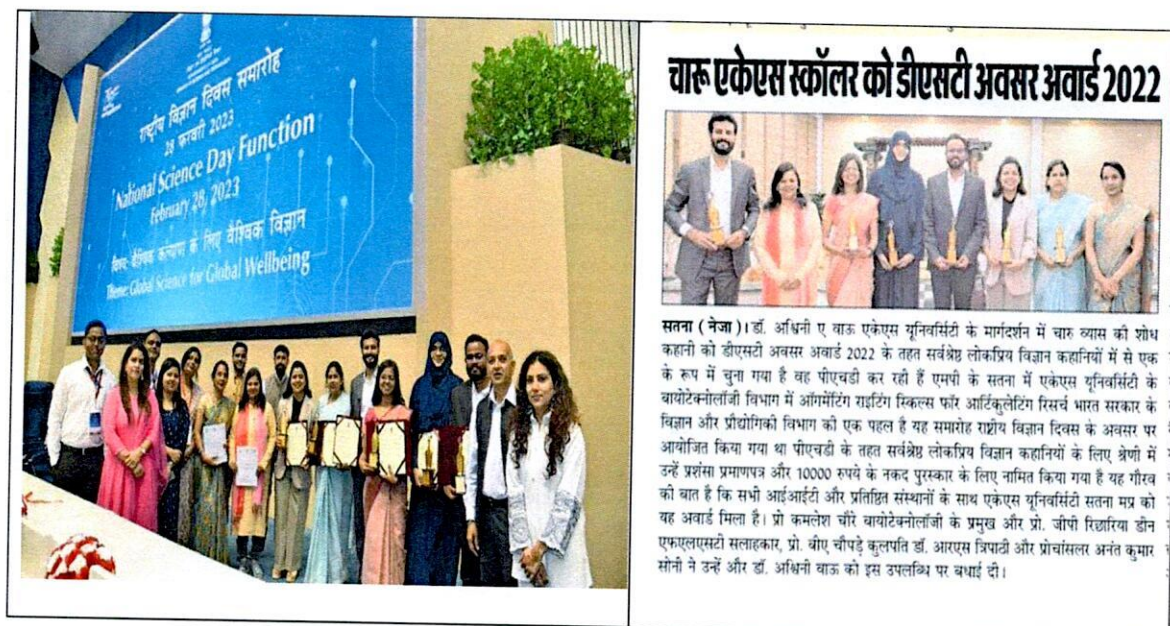 राष्ट्रीय विज्ञान दिवस समारोह
28 फरवरी 2023
National Science Day Function
February 28, 2023
विषय- वैश्विक कल्याण के लिए वैश्विक विज्ञान
Theme: Global Science for Global Wellbeing
चारू एकेएस स्कॉलर को डीएसटी अवसर अवार्ड 2022
सतना (नेजा)। डॉ. अश्विनी ए वाऊ एकेएस यूनिवर्सिटी के मार्गदर्शन में चारु व्यास की शोध
कहानी को डीएसटी अवसर अवार्ड 2022 के तहत सर्वश्रेष्ठ लोकप्रिय विज्ञान कहानियों में से एक
के रूप में चुना गया है वह पीएचडी कर रही हैं एमपी के सतना में एकेएस यूनिवर्सिटी के
बायोटेक्नोलॉजी विभाग में ऑगमेंटिंग राइटिंग स्किल्स फॉर आर्टिकुलेटिंग रिसर्च भारत सरकार के
विज्ञान और प्रौद्योगिकी विभाग की एक पहल है यह समारोह राष्ट्रीय विज्ञान दिवस के अवसर पर
आयोजित किया गया था पीएचडी के तहत सर्वश्रेष्ठ लोकप्रिय विज्ञान कहानियों के लिए श्रेणी में
उन्हें प्रशंसा प्रमाणपत्र और 10000 रुपये के नकद पुरस्कार के लिए नामित किया गया है यह गौरव
की बात है कि सभी आईआईटी और प्रतिष्ठित संस्थानों के साथ एकेएस यूनिवर्सिटी सतना मप्र को
यह अवार्ड मिला है। प्रो कमलेश चौरे बायोटेक्नोलॉजी के प्रमुख और प्रो. जीपी रिछारिया डीन
एफएलएसटी सलाहकार, प्रो. बीए चौपड़े कुलपति डॉ. आरएस त्रिपाठी और प्रोचांसलर अनंत कुमार
सोनी ने उन्हें और डॉ. अश्विनी वाऊ को इस उपलब्धि पर बधाई दी।